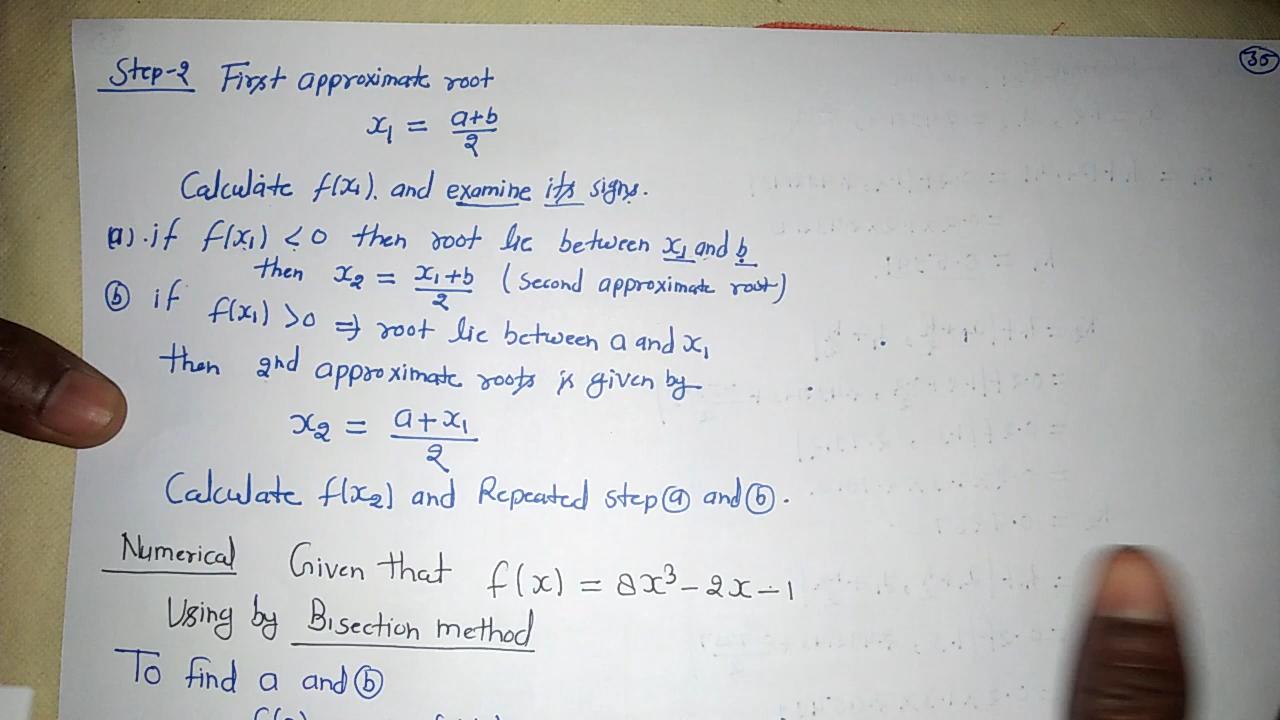 35
Step-2 First approximate root
x₁ = (a+b)/2
Calculate f(x₁). and examine its signs.
(a). if f(x₁) < 0 then root lie between x₁ and b
then x₂ = (x₁+b)/2 (second approximate root)
ⓑ if f(x₁) >0 ⇒ root lie between a and x₁
then 2nd approximate roots is given by
x₂ = (a+x₁)/2
Calculate f(x₂) and Repeated step ⓐ and ⓑ.
Numerical Given that f(x) = 8x³-2x-1
Using by Bisection method
To find a and ⓑ